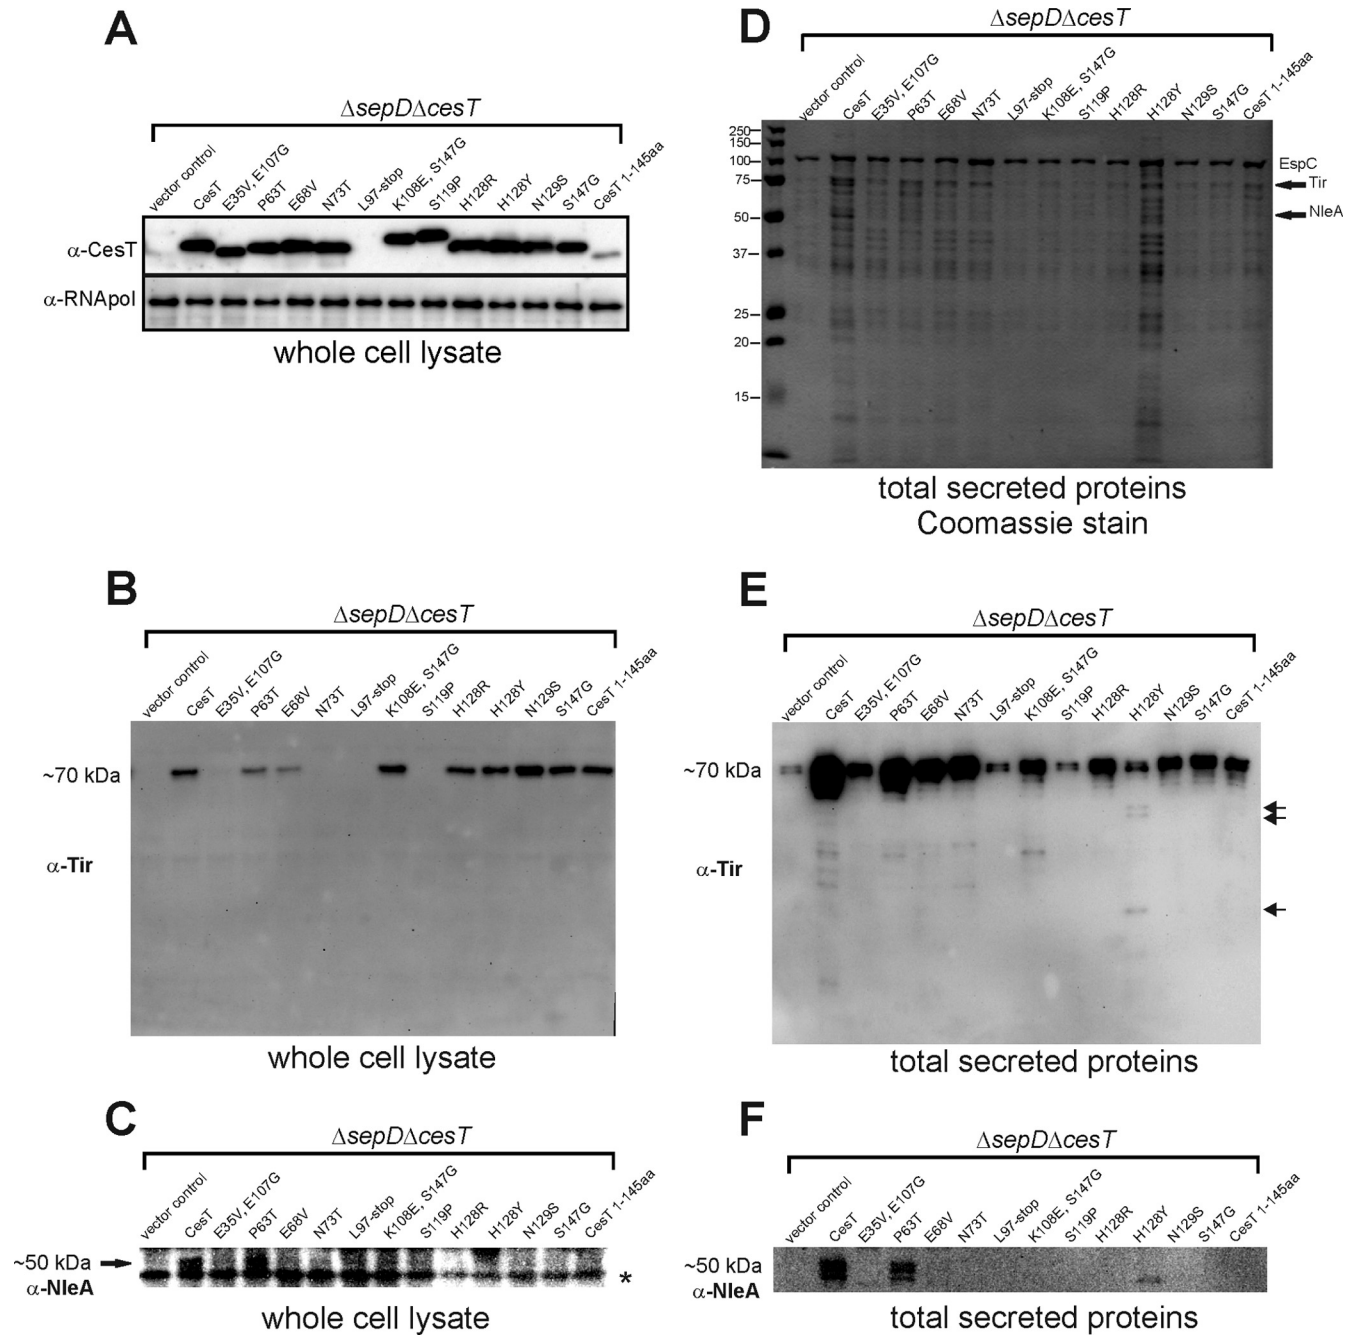 A
ΔsepDΔcesT
vector control
CesT
E35V, E107G
P63T
E68V
N73T
L97-stop
K108E, S147G
S119P
H128R
H128Y
N129S
S147G
CesT 1-145aa
α-CesT
α-RNApol
whole cell lysate
D
ΔsepDΔcesT
vector control
CesT
E35V, E107G
P63T
E68V
N73T
L97-stop
K108E, S147G
S119P
H128R
H128Y
N129S
S147G
CesT 1-145aa
250
150
100
75
50
37
25
20
15
EspC
Tir
NleA
total secreted proteins
Coomassie stain
B
ΔsepDΔcesT
vector control
CesT
E35V, E107G
P63T
E68V
N73T
L97-stop
K108E, S147G
S119P
H128R
H128Y
N129S
S147G
CesT 1-145aa
~70 kDa
α-Tir
whole cell lysate
E
ΔsepDΔcesT
vector control
CesT
E35V, E107G
P63T
E68V
N73T
L97-stop
K108E, S147G
S119P
H128R
H128Y
N129S
S147G
CesT 1-145aa
~70 kDa
α-Tir
total secreted proteins
C
ΔsepDΔcesT
vector control
CesT
E35V, E107G
P63T
E68V
N73T
L97-stop
K108E, S147G
S119P
H128R
H128Y
N129S
S147G
CesT 1-145aa
~50 kDa
α-NleA
*
whole cell lysate
F
ΔsepDΔcesT
vector control
CesT
E35V, E107G
P63T
E68V
N73T
L97-stop
K108E, S147G
S119P
H128R
H128Y
N129S
S147G
CesT 1-145aa
~50 kDa
α-NleA
total secreted proteins